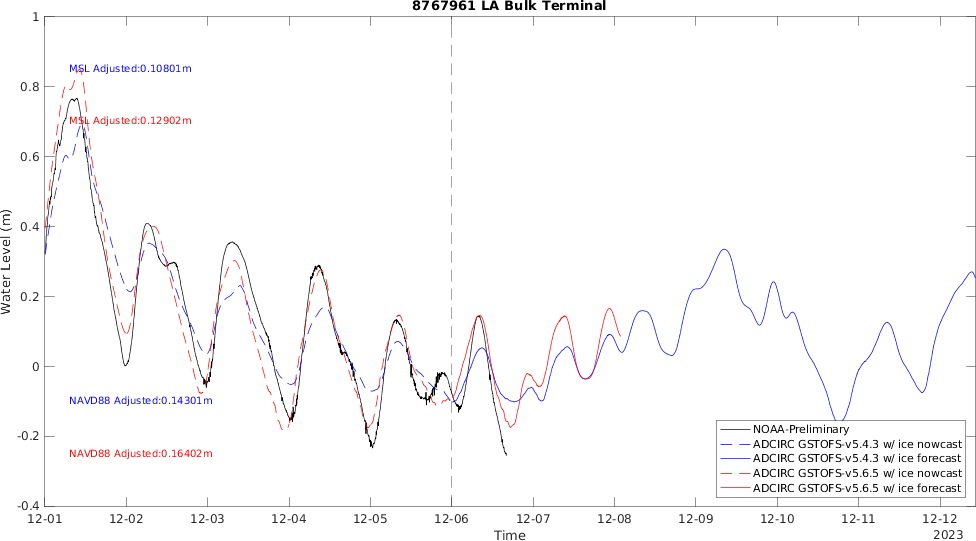 8767961 LA Bulk Terminal
Water Level (m)
1
0.8
0.6
0.4
0.2
0
-0.2
-0.4
MSL Adjusted:0.10801m
MSL Adjusted:0.12902m
NAVD88 Adjusted:0.14301m
NAVD88 Adjusted:0.16402m
NOAA-Preliminary
ADCIRC GSTOFS-v5.4.3 w/ ice nowcast
ADCIRC GSTOFS-v5.4.3 w/ ice forecast
ADCIRC GSTOFS-v5.6.5 w/ ice nowcast
ADCIRC GSTOFS-v5.6.5 w/ ice forecast
12-01 12-02 12-03 12-04 12-05 12-06 12-07 12-08 12-09 12-10 12-11 12-12
2023
Time